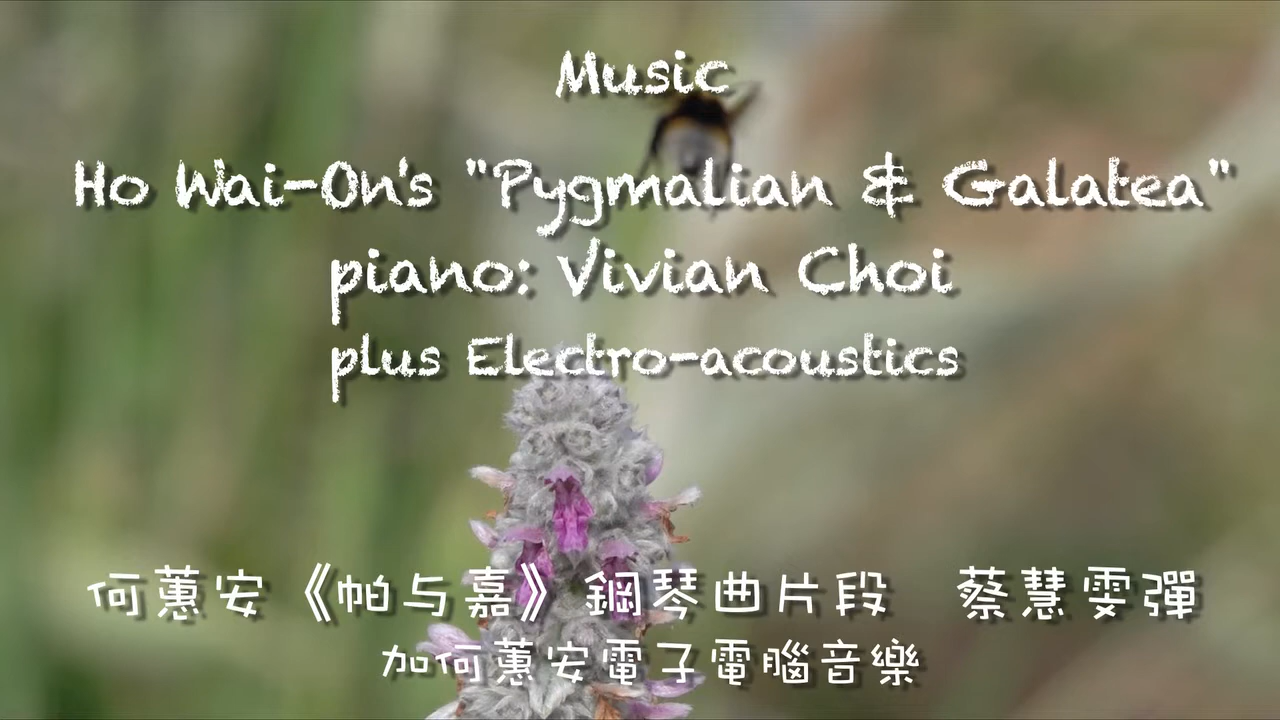 Music
Ho Wai-On's "Pygmalian & Galatea"
piano: Vivian Choi
plus Electro-acoustics
何蕙安《帕与嘉》鋼琴曲片段 蔡慧雯彈
加何蕙安電子電腦音樂